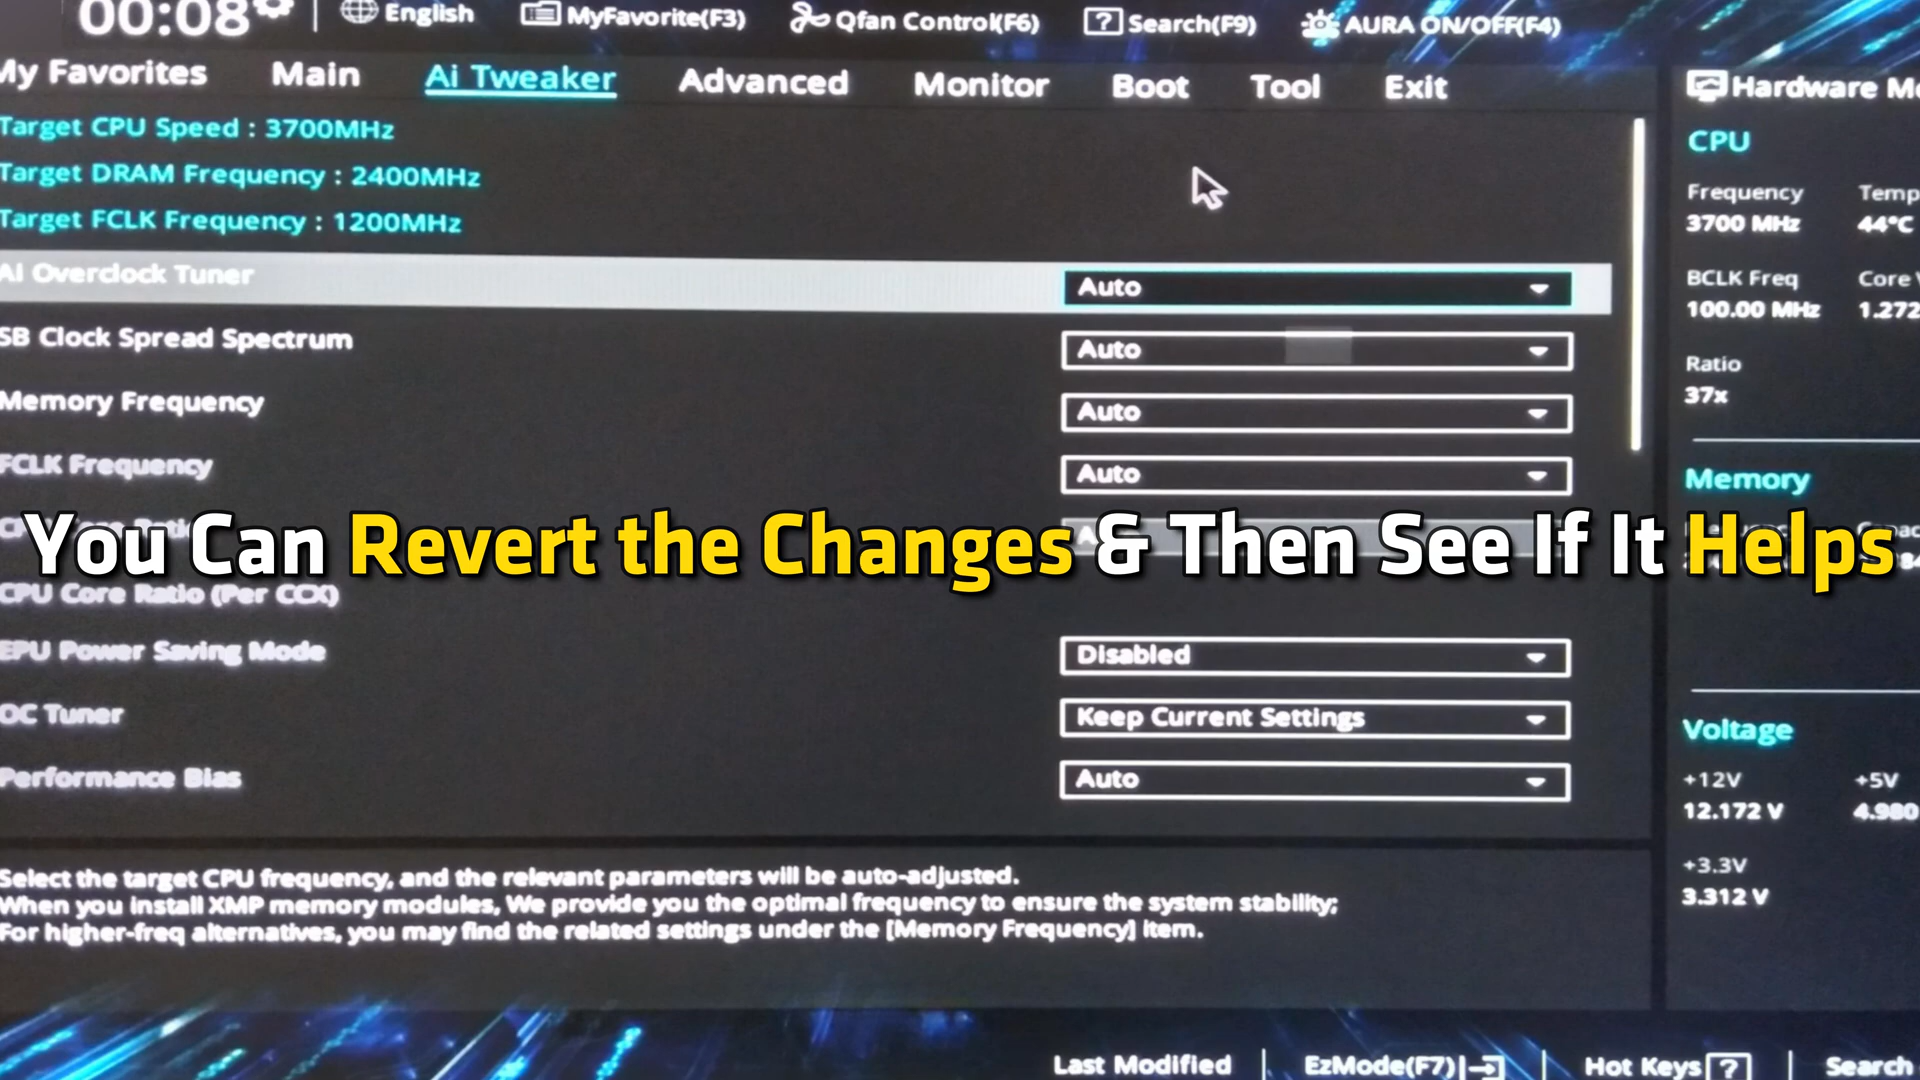 00:08
English
MyFavorite(F3)
Qfan Control(F6)
Search(F9)
AURA ON/OFF(F4)
My Favorites
Main
Ai Tweaker
Advanced
Monitor
Boot
Tool
Exit
Hardware
Target CPU Speed : 3700MHz
Target DRAM Frequency : 2400MHz
Target FCLK Frequency : 1200MHz
Ai Overclock Tuner
Auto
SB Clock Spread Spectrum
Auto
Memory Frequency
Auto
FCLK Frequency
Auto
You Can Revert the Changes & Then See If It Helps
CPU Core Ratio (Per CCX)
EPU Power Saving Mode
Disabled
OC Tuner
Keep Current Settings
Performance Bias
Auto
CPU
Frequency
Temp
3700 MHz
44°C
BCLK Freq
Core
100.00 MHz
1.272
Ratio
37x
Memory
Voltage
+12V
+5V
12.172 V
4.980
+3.3V
3.312 V
Select the target CPU frequency, and the relevant parameters will be auto-adjusted.
When you install XMP memory modules, We provide you the optimal frequency to ensure the system stability;
For higher-freq alternatives, you may find the related settings under the [Memory Frequency] item.
Last Modified
EzMode(F7)
Hot Keys ?
Search